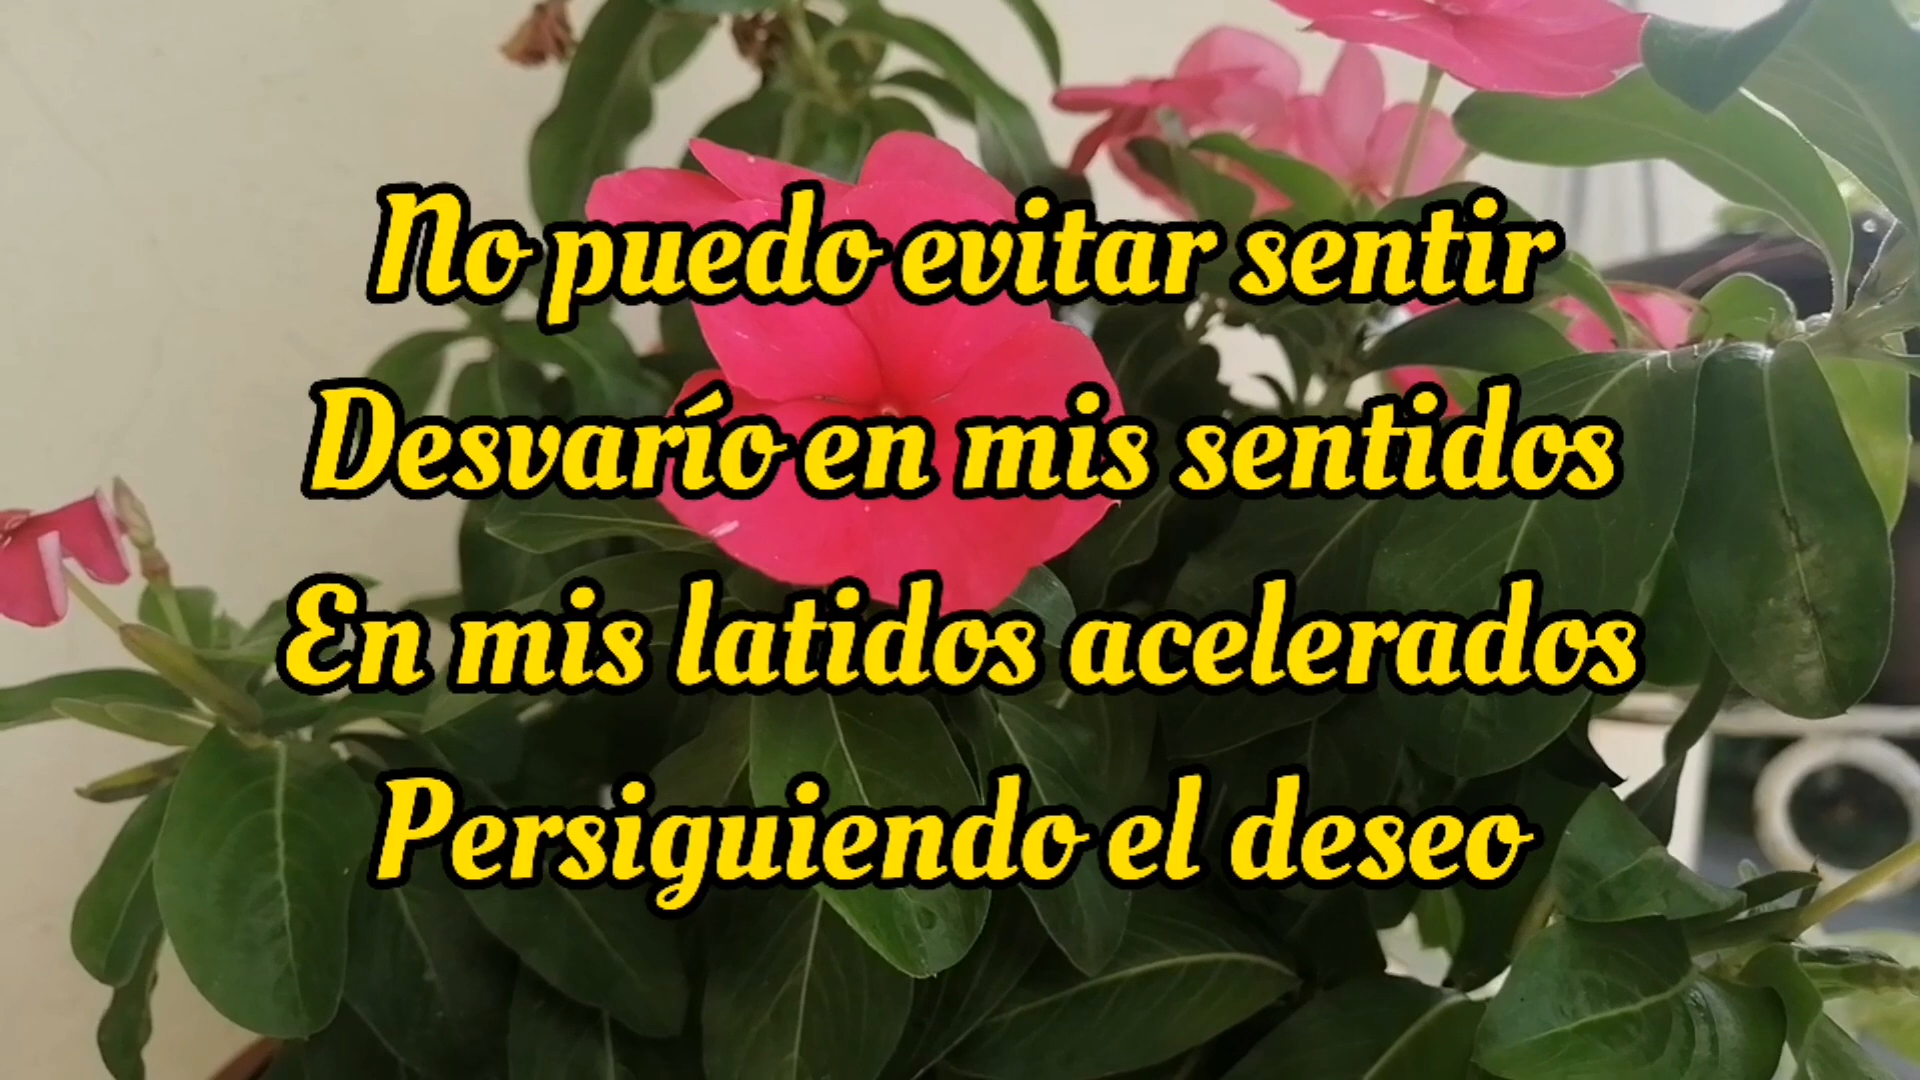 No puedo evitar sentir
Desvarío en mis sentidos
En mis latidos acelerados
Persiguiendo el deseo